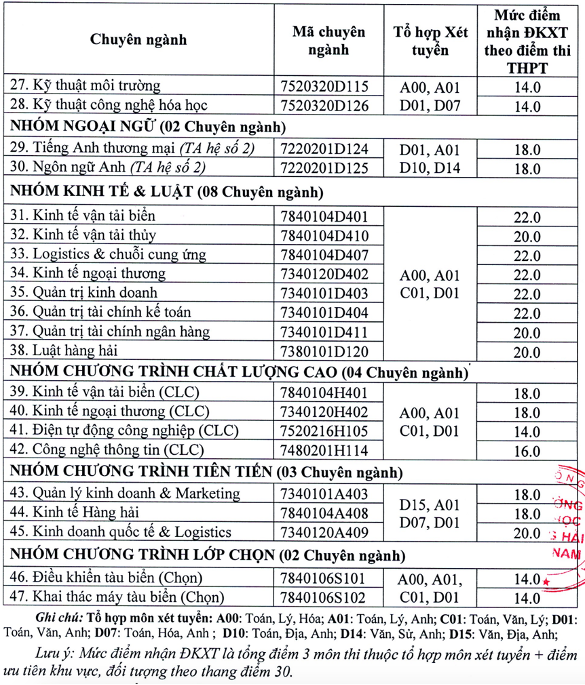 Chuyên ngành Mã chuyên ngành Tổ hợp Xét tuyển Mức điểm nhận ĐKXT theo điểm thi THPT
27. Kỹ thuật môi trường 7520320D115 A00, A01 14.0
28. Kỹ thuật công nghệ hóa học 7520320D126 D01, D07 14.0
NHÓM NGOẠI NGỮ (02 Chuyên ngành)
29. Tiếng Anh thương mại (TA hệ số 2) 7220201D124 D01, A01 18.0
30. Ngôn ngữ Anh (TA hệ số 2) 7220201D125 D10, D14 18.0
NHÓM KINH TẾ & LUẬT (08 Chuyên ngành)
31. Kinh tế vận tải biển 7840104D401 22.0
32. Kinh tế vận tải thủy 7840104D410 20.0
33. Logistics & chuỗi cung ứng 7840104D407 22.0
34. Kinh tế ngoại thương 7340120D402 A00, A01 22.0
35. Quản trị kinh doanh 7340101D403 C01, D01 22.0
36. Quản trị tài chính kế toán 7340101D404 22.0
37. Quản trị tài chính ngân hàng 7340101D411 20.0
38. Luật hàng hải 7380101D120 20.0
NHÓM CHƯƠNG TRÌNH CHẤT LƯỢNG CAO (04 Chuyên ngành)
39. Kinh tế vận tải biển (CLC) 7840104H401 18.0
40. Kinh tế ngoại thương (CLC) 7340120H402 A00, A01 18.0
41. Điện tự động công nghiệp (CLC) 7520216H105 C01, D01 14.0
42. Công nghệ thông tin (CLC) 7480201H114 16.0
NHÓM CHƯƠNG TRÌNH TIÊN TIẾN (03 Chuyên ngành)
43. Quản lý kinh doanh & Marketing 7340101A403 D15, A01 18.0
44. Kinh tế Hàng hải 7840104A408 D07, D01 18.0
45. Kinh doanh quốc tế & Logistics 7340120A409 20.0
NHÓM CHƯƠNG TRÌNH LỚP CHỌN (02 Chuyên ngành)
46. Điều khiển tàu biển (Chọn) 7840106S101 A00, A01, 14.0
47. Khai thác máy tàu biển (Chọn) 7840106S102 C01, D01 14.0
Ghi chú: Tổ hợp môn xét tuyển: A00: Toán, Lý, Hóa; A01: Toán, Lý, Anh; C01: Toán, Văn, Lý; D01:
Toán, Văn, Anh; D07: Toán, Hóa, Anh ; D10: Toán, Địa, Anh; D14: Văn, Sử, Anh; D15: Văn, Địa, Anh;
Lưu ý: Mức điểm nhận ĐKXT là tổng điểm 3 môn thi thuộc tổ hợp môn xét tuyển + điểm
ưu tiên khu vực, đối tượng theo thang điểm 30.